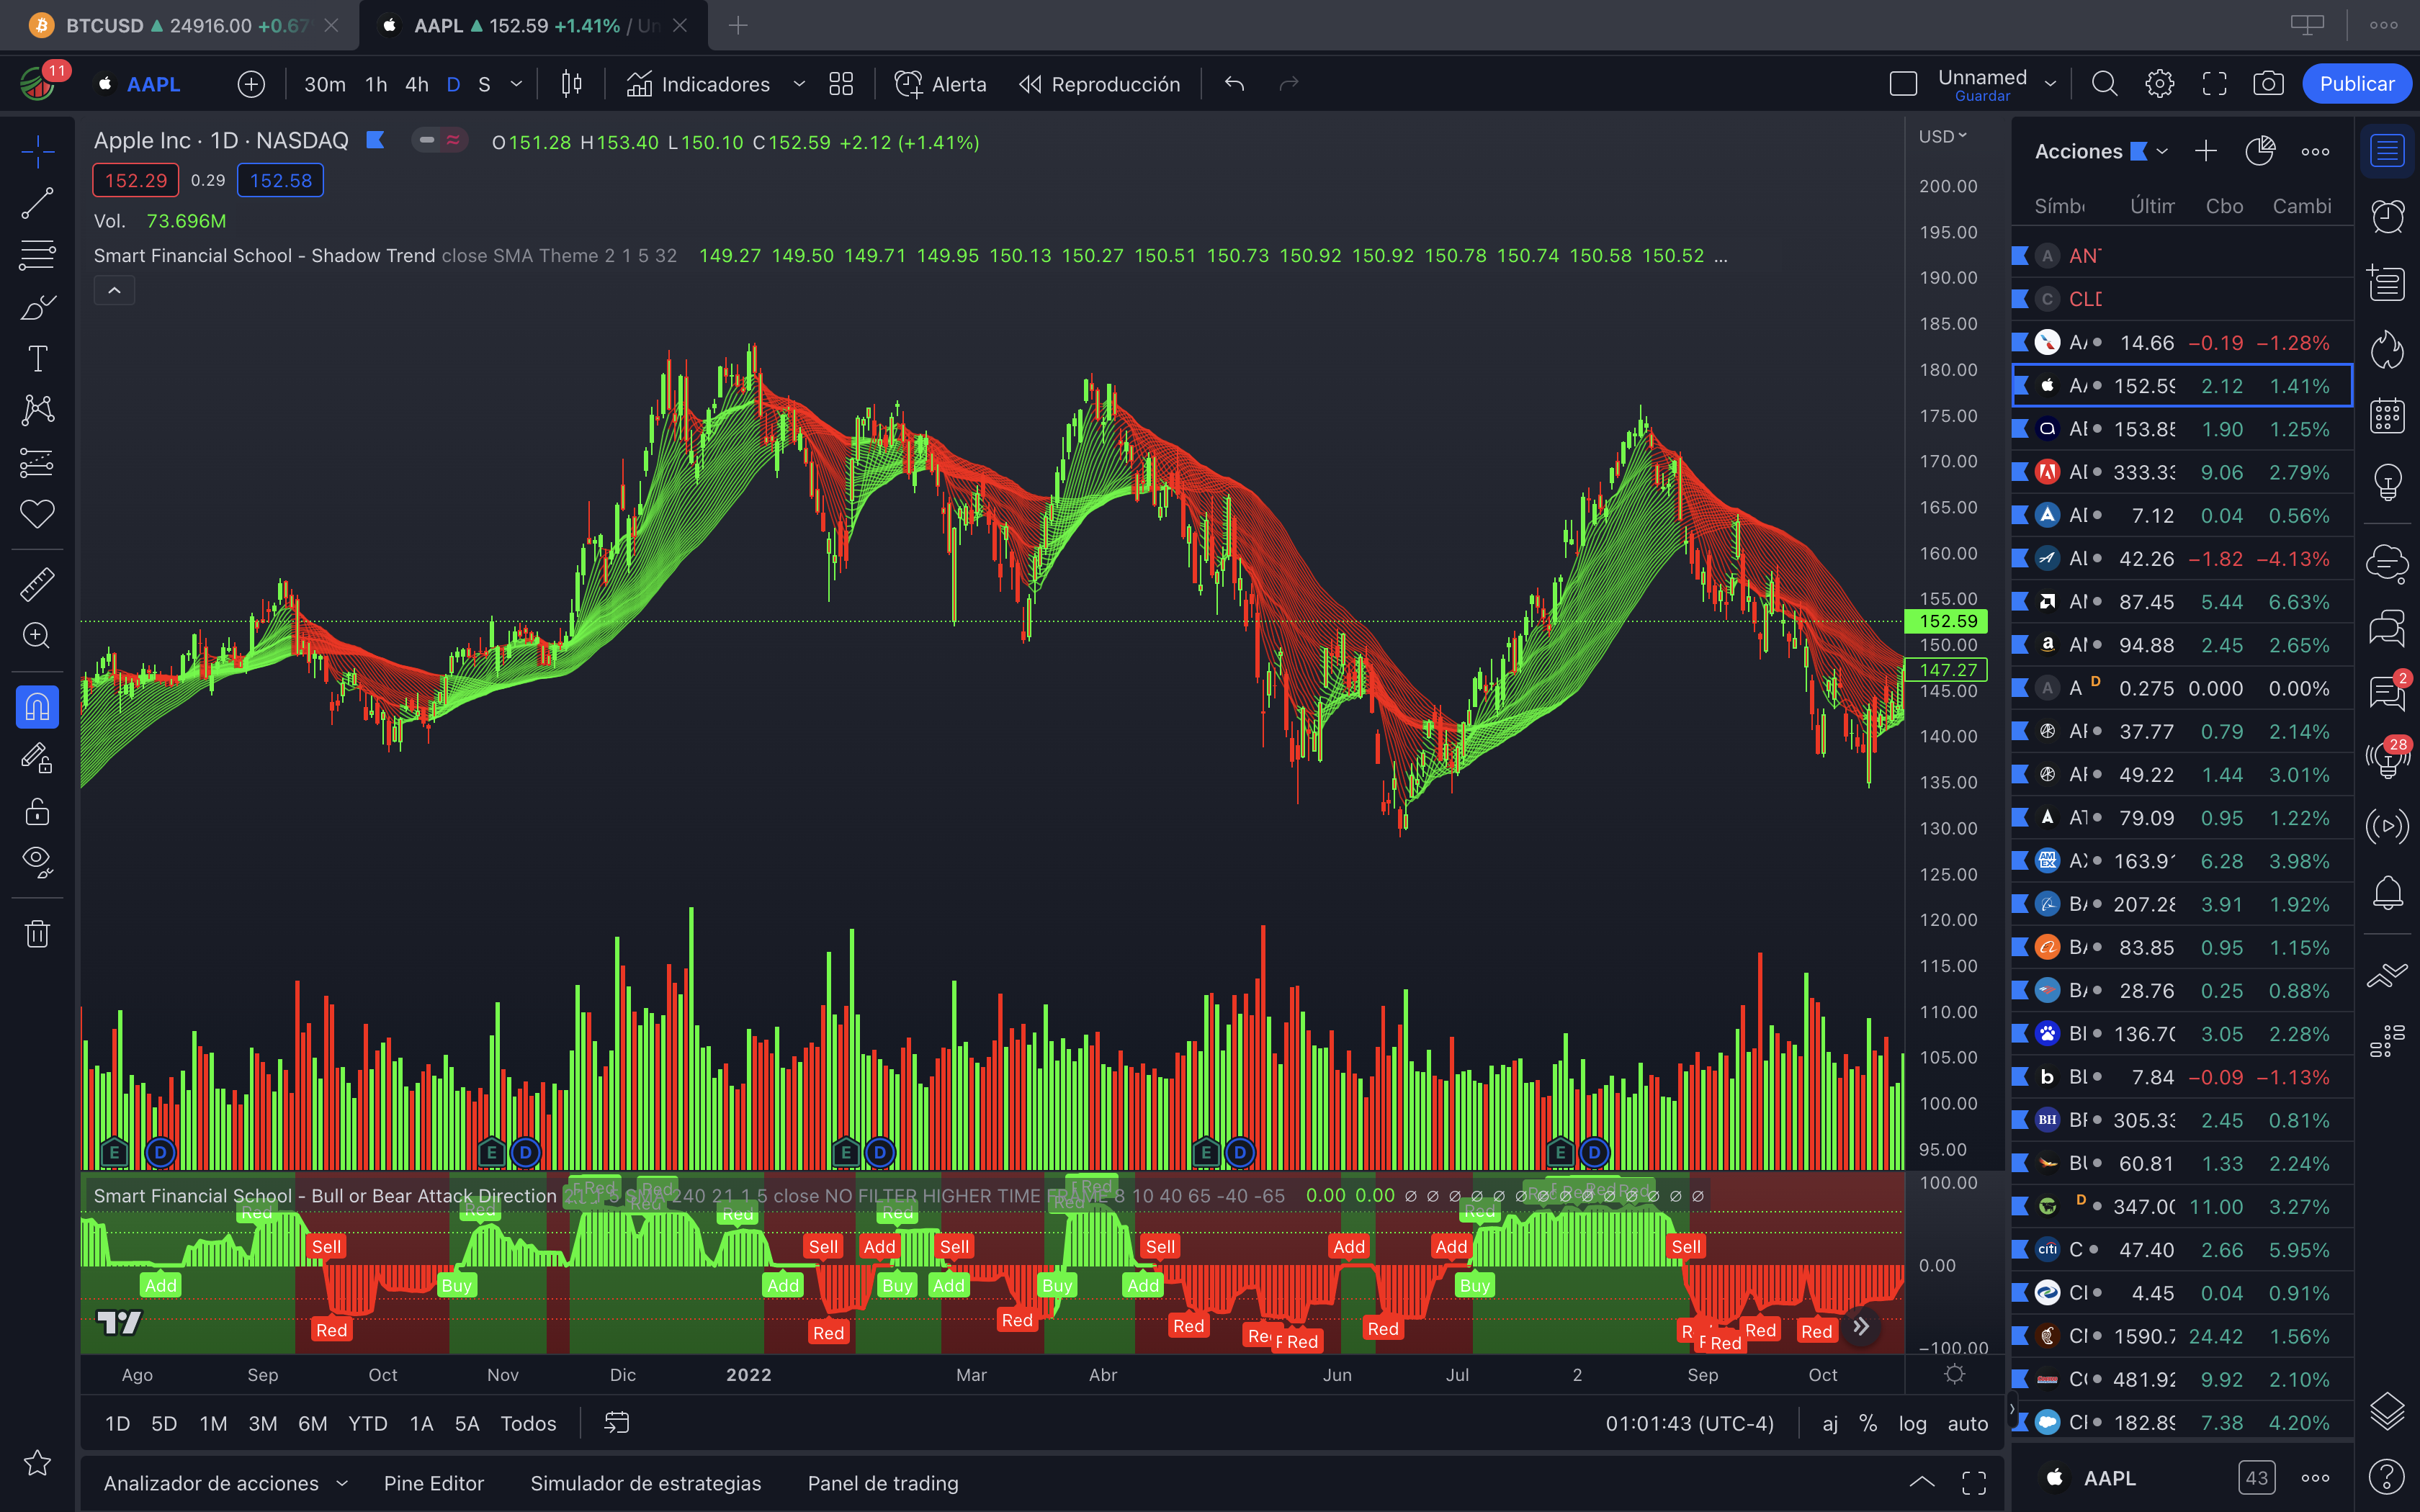 BTCUSD ▲ 24916.00 +0.67
AAPL ▲ 152.59 +1.41% / Un
11
AAPL
30m 1h 4h D S
Indicadores
Alerta
Reproducción
Unnamed
Guardar
Publicar
Apple Inc · 1D · NASDAQ
O151.28 H153.40 L150.10 C152.59 +2.12 (+1.41%)
152.29 0.29 152.58
Vol. 73.696M
Smart Financial School - Shadow Trend close SMA Theme 2 1 5 32 149.27 149.50 149.71 149.95 150.13 150.27 150.51 150.73 150.92 150.92 150.78 150.74 150.58 150.52 ...
USD
200.00
195.00
190.00
185.00
180.00
175.00
170.00
165.00
160.00
155.00
152.59
150.00
147.27
145.00
140.00
135.00
130.00
125.00
120.00
115.00
110.00
105.00
100.00
95.00
E D E D E D E D E D
Smart Financial School - Bull or Bear Attack Direction 21 1 5 SMA 240 21 1 5 close NO FILTER HIGHER TIME FRAME 8 10 40 65 -40 -65 0.00 0.00 ∅ ∅ ∅ ∅ ∅ ∅ ∅ ∅ ∅ ∅ ∅ ∅ ∅ ∅
100.00
0.00
−100.00
Red Red Red Red Red Red Red Red Red Red
Sell Sell Add Sell Sell Add Add Sell
Add Buy Add Buy Add Buy Add Buy
Red Red Red Red Red Red Red Red Red Red
Ago Sep Oct Nov Dic 2022 Mar Abr Jun Jul 2 Sep Oct
1D 5D 1M 3M 6M YTD 1A 5A Todos
01:01:43 (UTC-4) aj % log auto
Analizador de acciones
Pine Editor
Simulador de estrategias
Panel de trading
Acciones
Cbo
14.66 −0.19 −1.28%
152.59 2.12 1.41%
153.85 1.90 1.25%
333.33 9.06 2.79%
7.12 0.04 0.56%
42.26 −1.82 −4.13%
87.45 5.44 6.63%
94.88 2.45 2.65%
A D 0.275 0.000 0.00%
37.77 0.79 2.14%
49.22 1.44 3.01%
79.09 0.95 1.22%
163.91 6.28 3.98%
207.28 3.91 1.92%
83.85 0.95 1.15%
28.76 0.25 0.88%
136.70 3.05 2.28%
7.84 −0.09 −1.13%
305.33 2.45 0.81%
60.81 1.33 2.24%
D 347.00 11.00 3.27%
citi C 47.40 2.66 5.95%
4.45 0.04 0.91%
1590.7 24.42 1.56%
481.92 9.92 2.10%
182.89 7.38 4.20%
AAPL 43
2
28